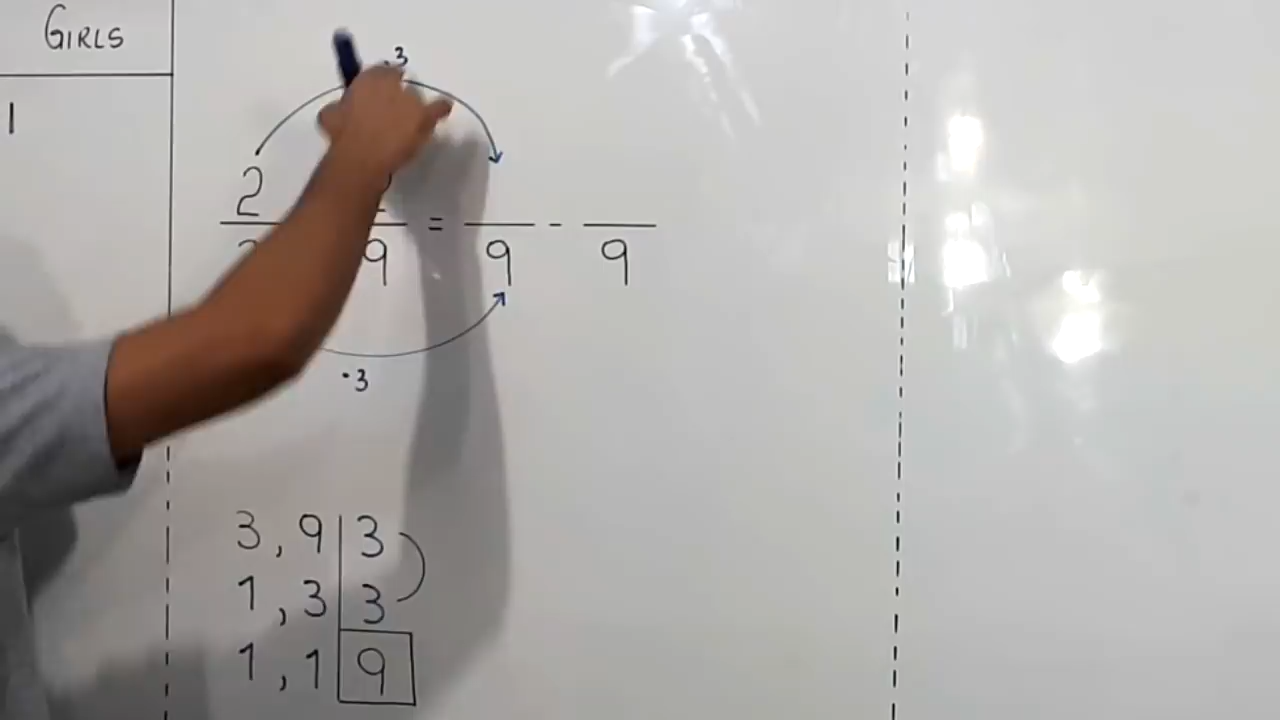 GIRLS
1
· 3
2
= ─ - ─
9 9 9
· 3
3, 9 | 3
1, 3 | 3
1, 1 | 9